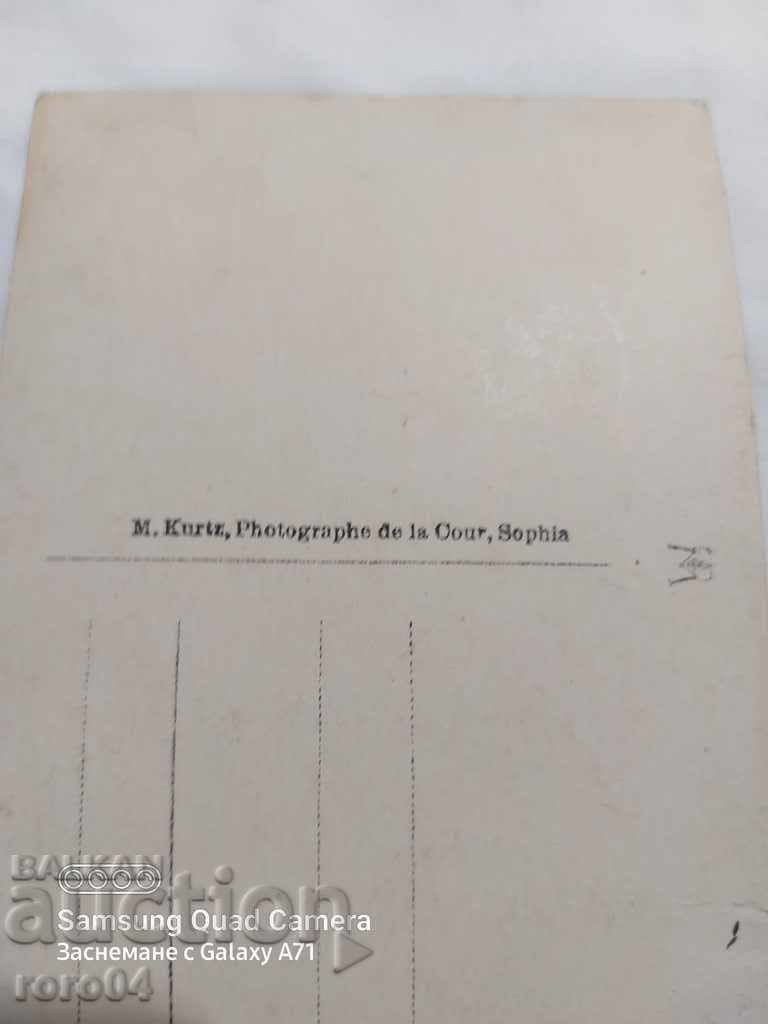 M. Kurtz, Photographe de la Cour, Sophia
BALKAN
auction
Samsung Quad Camera
Заснемане с Galaxy A71
roro04